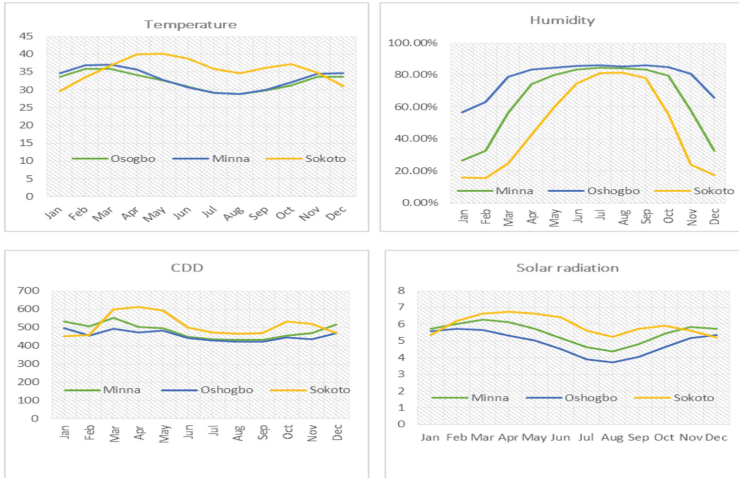 Temperature
45
40
35
30
25
20
15
10
5
0
Osogbo Minna Sokoto
Jan Feb Mar Apr May Jun Jul Aug Sep Oct Nov Dec
Humidity
100.00%
80.00%
60.00%
40.00%
20.00%
0.00%
Minna Oshogbo Sokoto
Jan Feb Mar Apr May Jun Jul Aug Sep Oct Nov Dec
CDD
700
600
500
400
300
200
100
0
Minna Oshogbo Sokoto
Jan Feb Mar Apr May Jun Jul Aug Sep Oct Nov Dec
Solar radiation
8
7
6
5
4
3
2
1
0
Minna Oshogbo Sokoto
Jan Feb Mar Apr May Jun Jul Aug Sep Oct Nov Dec